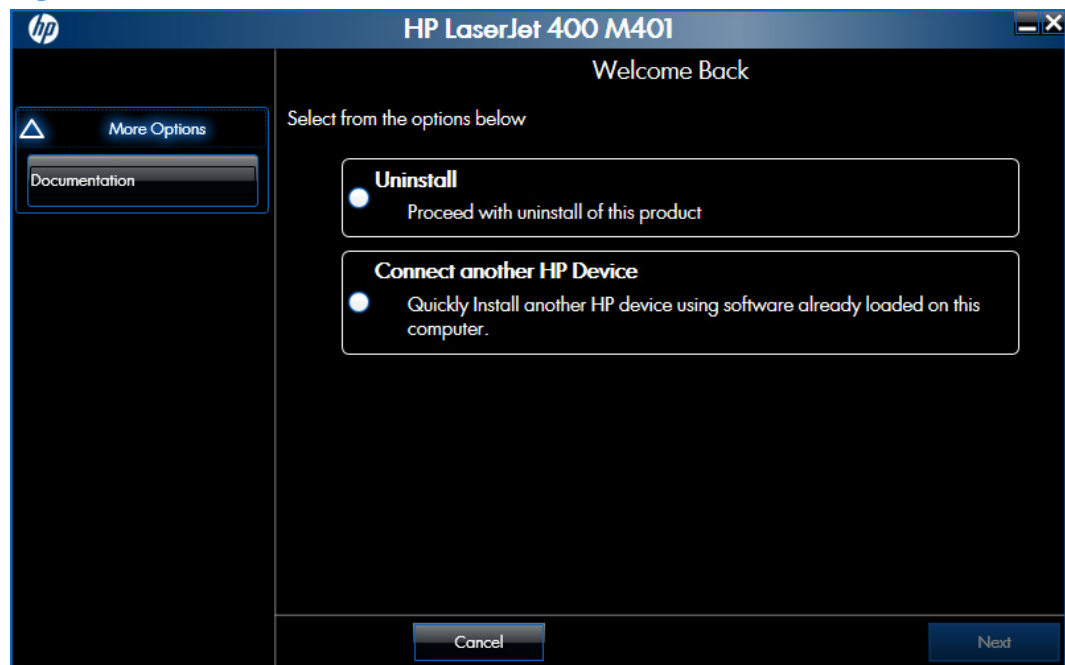 hp
HP LaserJet 400 M401
Welcome Back
More Options
Documentation
Select from the options below
Uninstall
Proceed with uninstall of this product
Connect another HP Device
Quickly Install another HP device using software already loaded on this
computer.
Cancel
Next